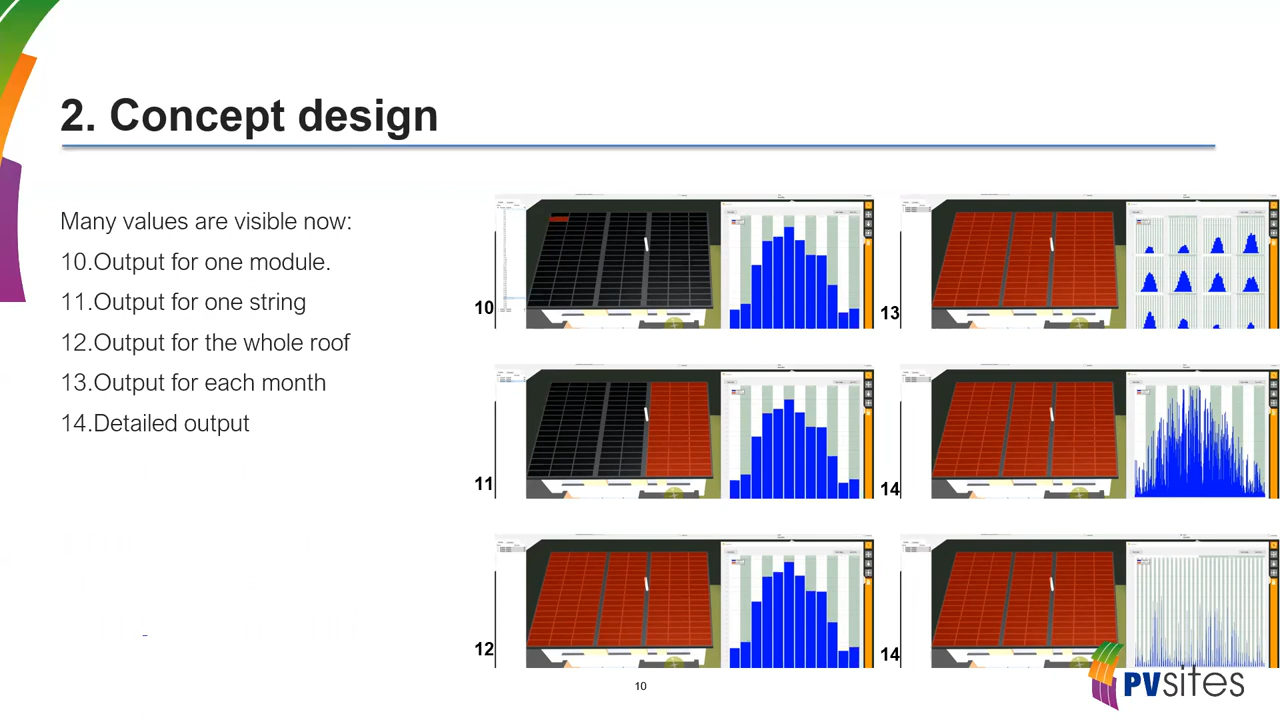 2. Concept design
Many values are visible now:
10.Output for one module.
11.Output for one string
12.Output for the whole roof
13.Output for each month
14.Detailed output
10
13
11
14
12
14
10
PVsites